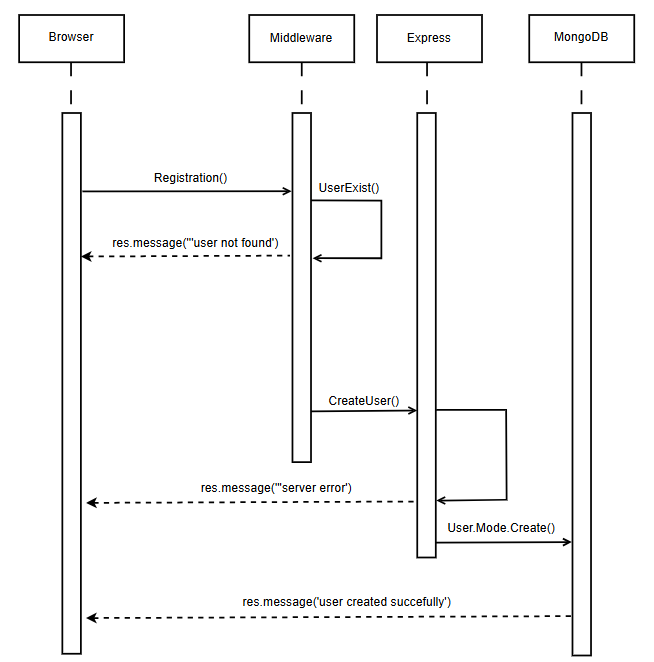 Browser
Middleware
Express
MongoDB
Registration()
UserExist()
res.message("'user not found')
CreateUser()
res.message("'server error')
User.Mode.Create()
res.message('user created succefully')